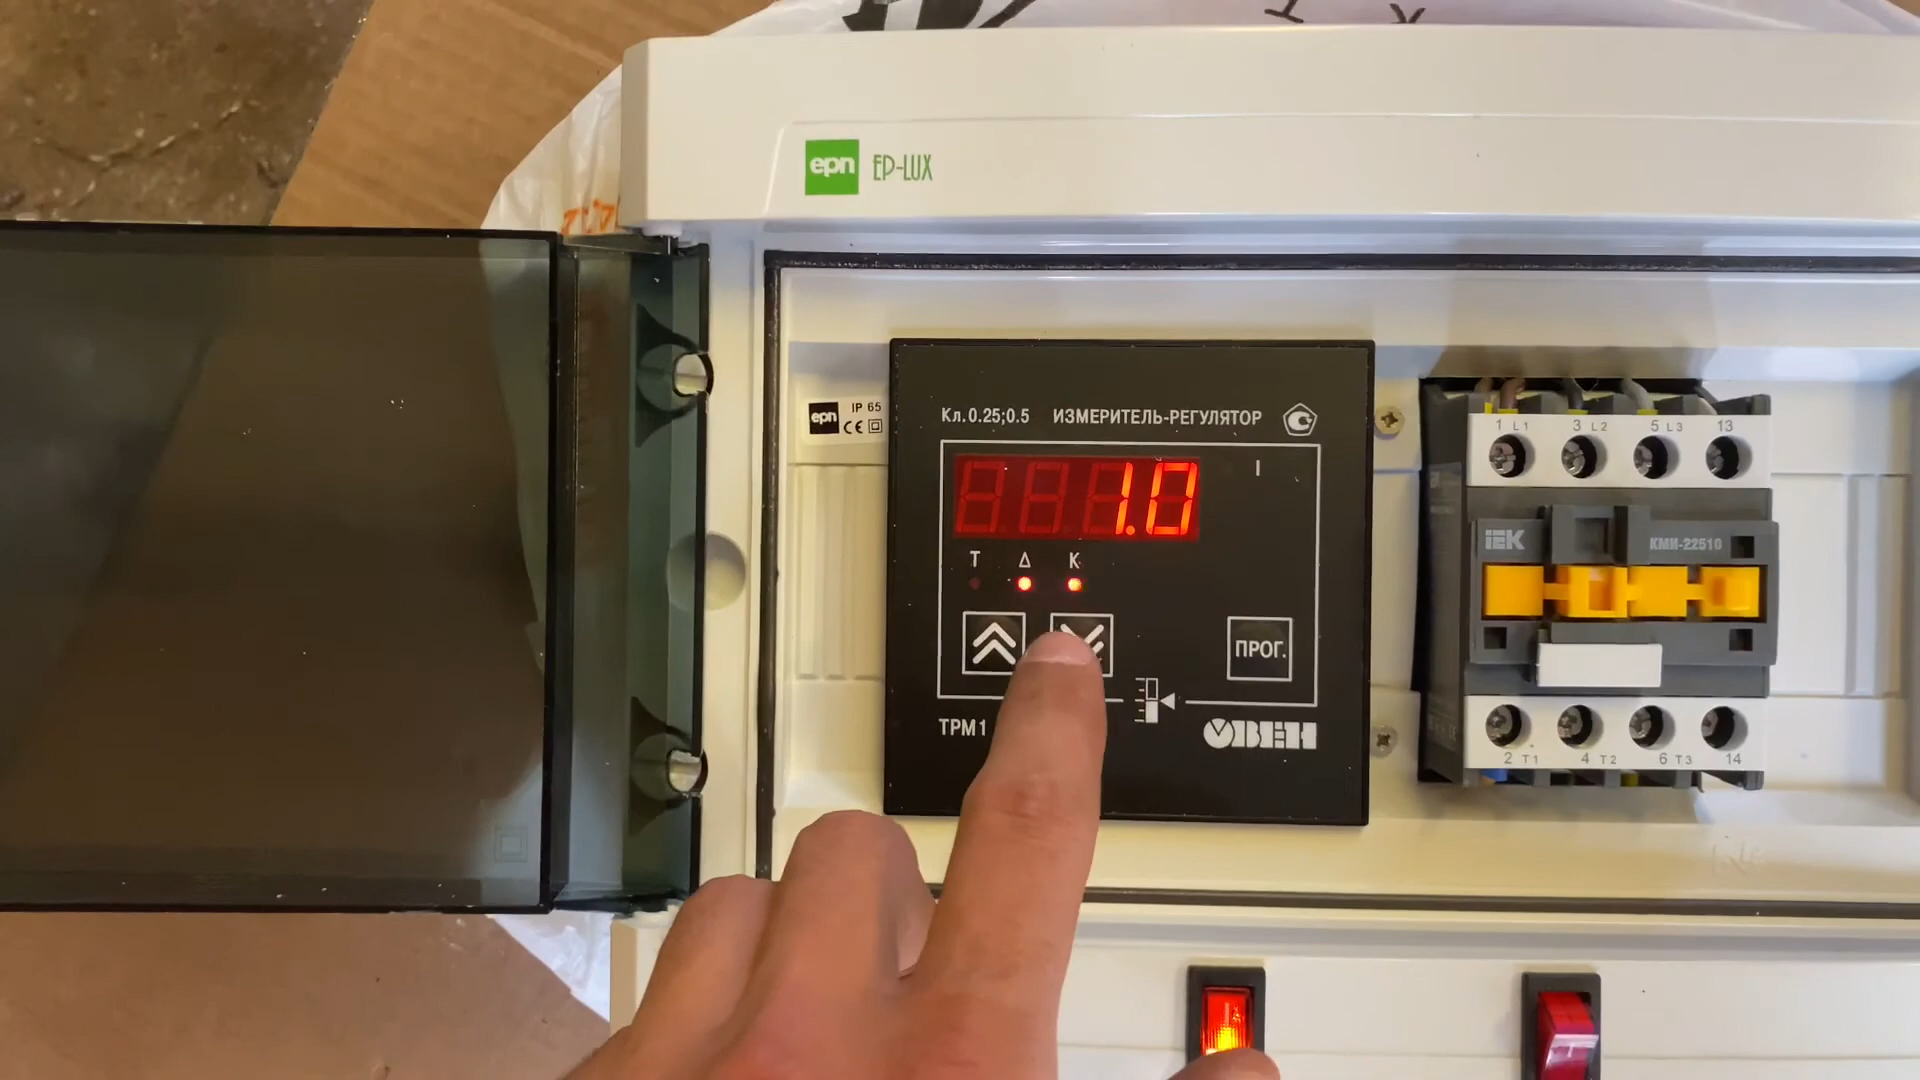 epn EP-LUX
epn IP 65
CE
Кл.0.25;0.5 ИЗМЕРИТЕЛЬ-РЕГУЛЯТОР
1.0
I
T Δ K
ПРОГ.
ТРМ1
ОВЕН
1 L1 3 L2 5 L3 13
IEK
КМИ-22510
2 T1 4 T2 6 T3 14